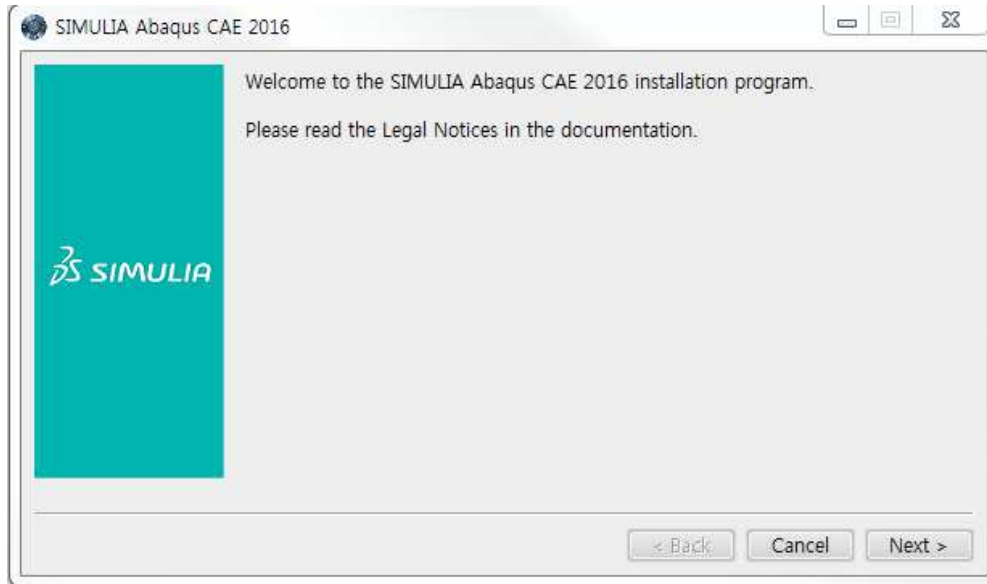 SIMULIA Abaqus CAE 2016
Welcome to the SIMULIA Abaqus CAE 2016 installation program.
Please read the Legal Notices in the documentation.
3DS SIMULIA
< Back
Cancel
Next >